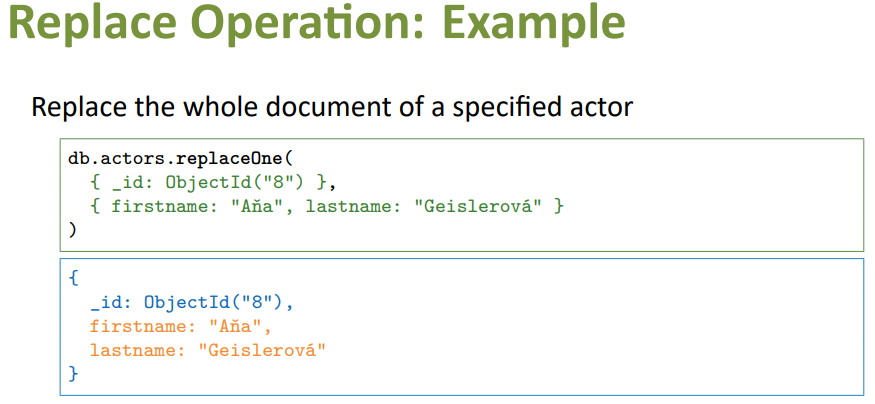 Replace Operation: Example
Replace the whole document of a specified actor
db.actors.replaceOne(
{ _id: ObjectId("8") },
{ firstname: "Aňa", lastname: "Geislerová" }
)
{
_id: ObjectId("8"),
firstname: "Aňa",
lastname: "Geislerová"
}